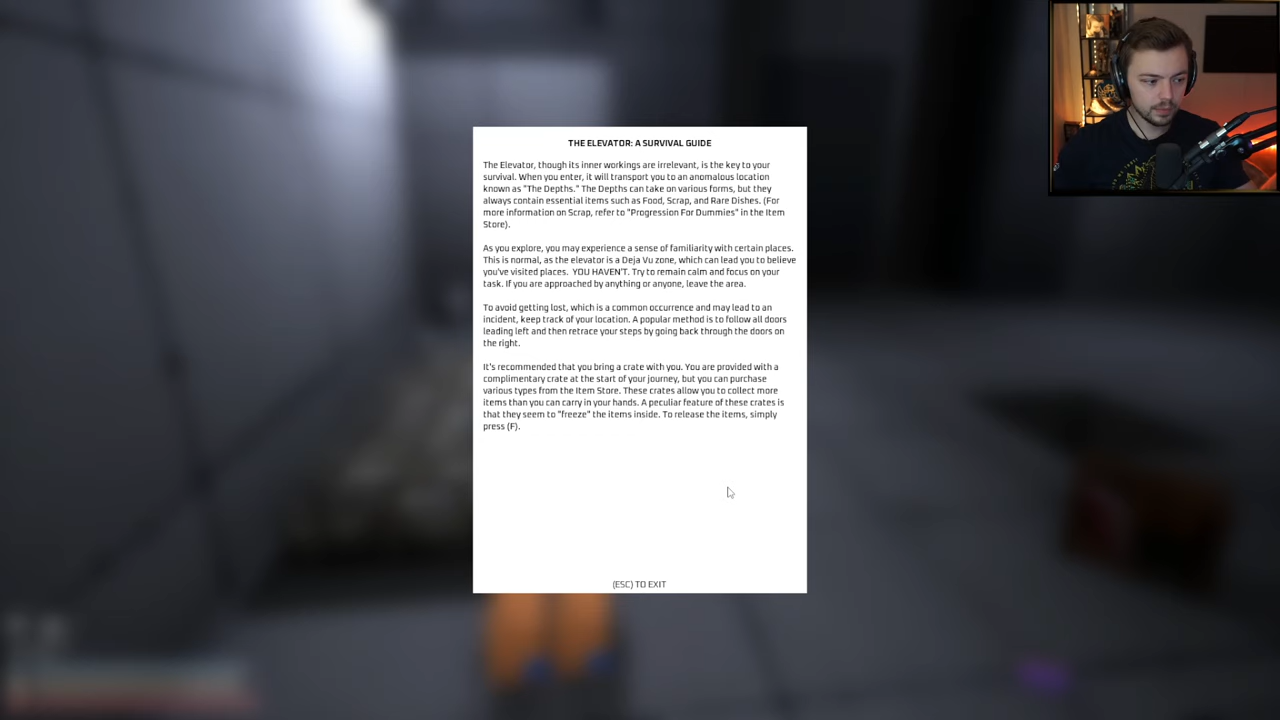 THE ELEVATOR: A SURVIVAL GUIDE
The Elevator, though its inner workings are irrelevant, is the key to your
survival. When you enter, it will transport you to an anomalous location
known as "The Depths." The Depths can take on various forms, but they
always contain essential items such as Food, Scrap, and Rare Dishes. (For
more information on Scrap, refer to "Progression For Dummies" in the Item
Store).
As you explore, you may experience a sense of familiarity with certain places.
This is normal, as the elevator is a Deja Vu zone, which can lead you to believe
you've visited places. YOU HAVEN'T. Try to remain calm and focus on your
task. If you are approached by anything or anyone, leave the area.
To avoid getting lost, which is a common occurrence and may lead to an
incident, keep track of your location. A popular method is to follow all doors
leading left and then retrace your steps by going back through the doors on
the right.
It's recommended that you bring a crate with you. You are provided with a
complimentary crate at the start of your journey, but you can purchase
various types from the Item Store. These crates allow you to collect more
items than you can carry in your hands. A peculiar feature of these crates is
that they seem to "freeze" the items inside. To release the items, simply
press (F).
(ESC) TO EXIT